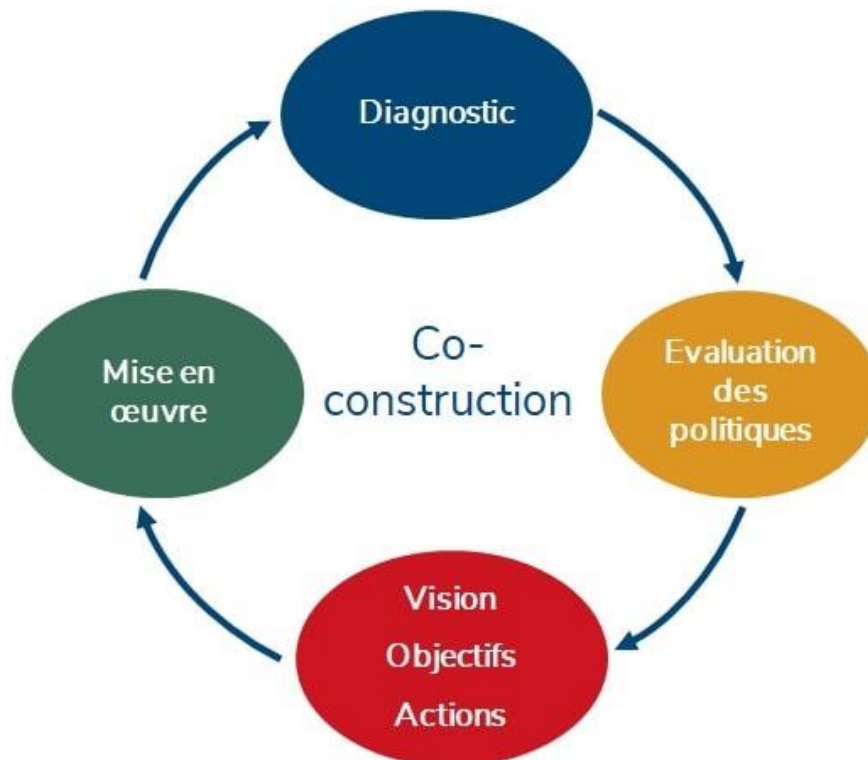 Diagnostic
Evaluation
des
politiques
Co-
construction
Mise en
œuvre
Vision
Objectifs
Actions